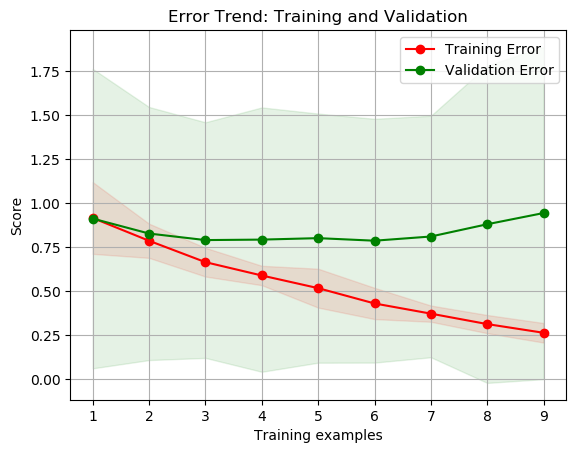 Error Trend: Training and Validation
Training Error
Validation Error
Score
1.75
1.50
1.25
1.00
0.75
0.50
0.25
0.00
1 2 3 4 5 6 7 8 9
Training examples